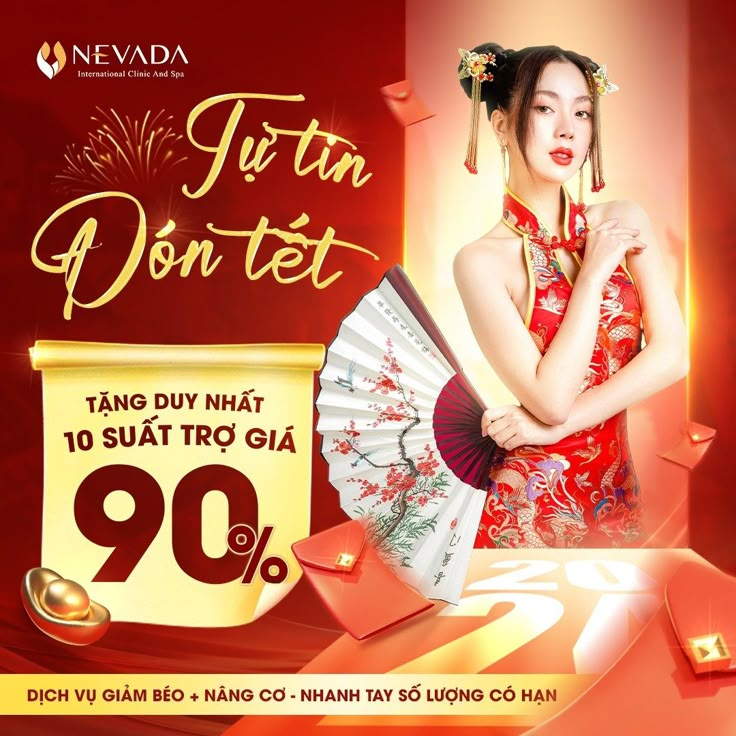 NEVADA
International Clinic And Spa
Tự tin
Đón tết
TẶNG DUY NHẤT
10 SUẤT TRỢ GIÁ
90%
20
21
DỊCH VỤ GIẢM BÉO + NÂNG CƠ - NHANH TAY SỐ LƯỢNG CÓ HẠN